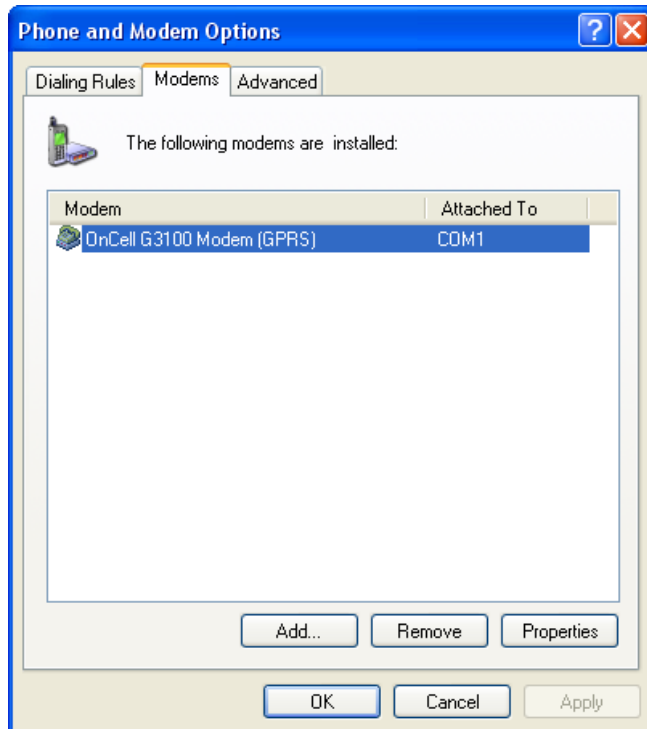 Phone and Modem Options
Dialing Rules Modems Advanced
The following modems are installed:
Modem Attached To
OnCell G3100 Modem (GPRS) COM1
Add... Remove Properties
OK Cancel Apply